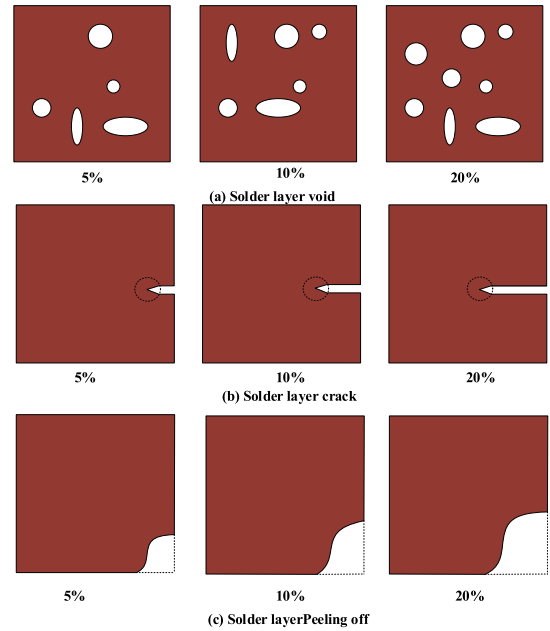 5% 10% 20%
(a) Solder layer void
5% 10% 20%
(b) Solder layer crack
5% 10% 20%
(c) Solder layerPeeling off